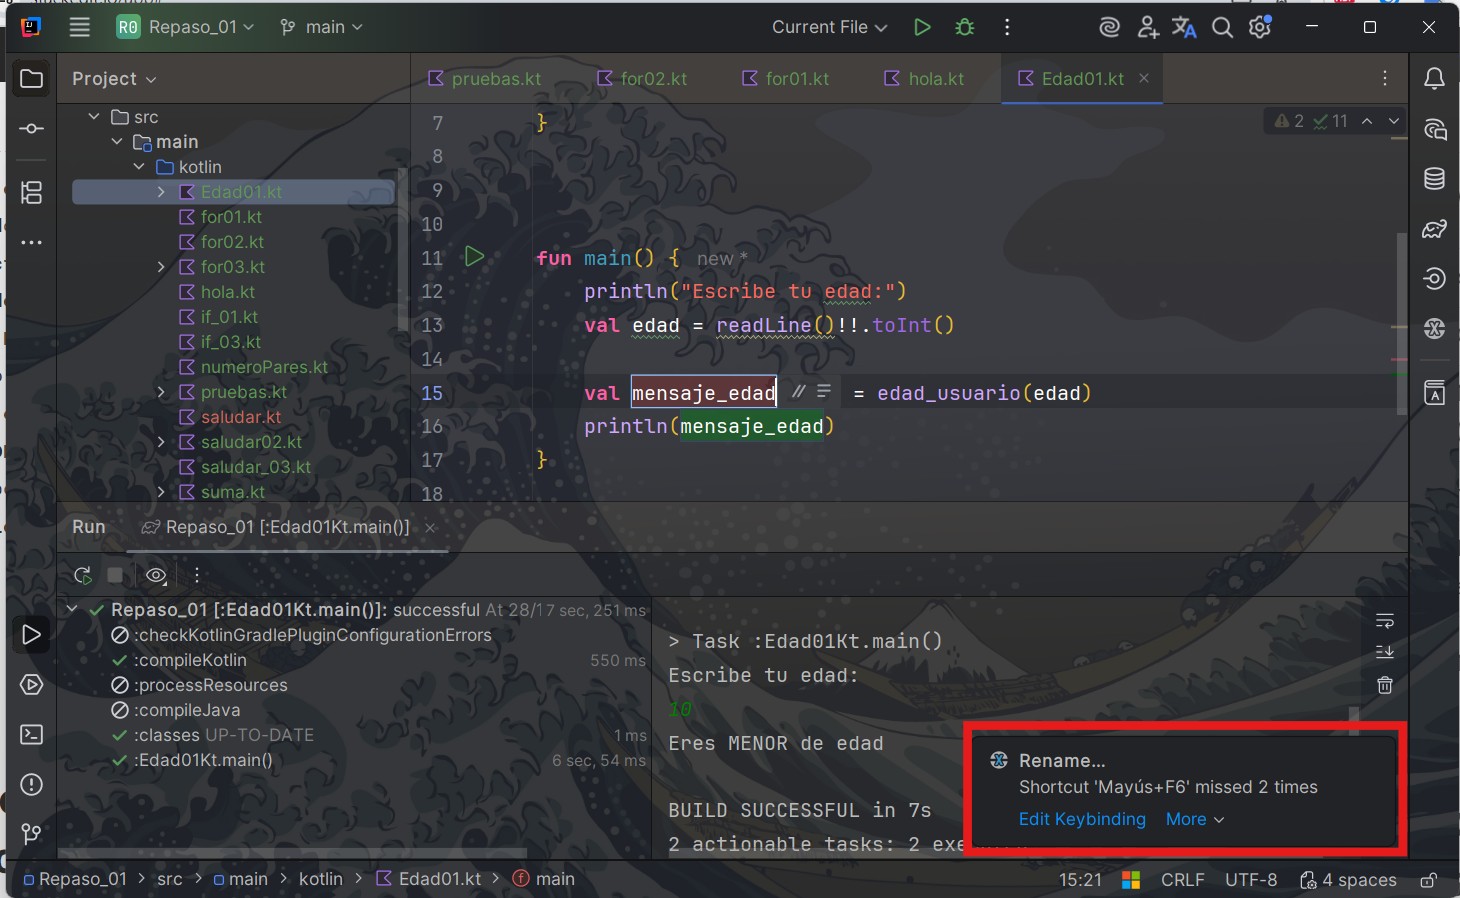 R0 Repaso_01 main Current File
Project
pruebas.kt for02.kt for01.kt hola.kt Edad01.kt
src
main
kotlin
Edad01.kt
for01.kt
for02.kt
for03.kt
hola.kt
if_01.kt
if_03.kt
numeroPares.kt
pruebas.kt
saludar.kt
saludar02.kt
saludar_03.kt
suma.kt
2 11
7 }
8
9
10
11 fun main() { new *
12 println("Escribe tu edad:")
13 val edad = readLine()!!.toInt()
14
15 val mensaje_edad = edad_usuario(edad)
16 println(mensaje_edad)
17 }
18
Run Repaso_01 [:Edad01Kt.main()]
Repaso_01 [:Edad01Kt.main()]: successful At 28/1 7 sec, 251 ms
:checkKotlinGradlePluginConfigurationErrors
:compileKotlin 550 ms
:processResources
:compileJava
:classes UP-TO-DATE 1 ms
:Edad01Kt.main() 6 sec, 54 ms
> Task :Edad01Kt.main()
Escribe tu edad:
10
Eres MENOR de edad
BUILD SUCCESSFUL in 7s
2 actionable tasks: 2 exe
Rename...
Shortcut 'Mayús+F6' missed 2 times
Edit Keybinding More
Repaso_01 > src > main > kotlin > Edad01.kt > main 15:21 CRLF UTF-8 4 spaces